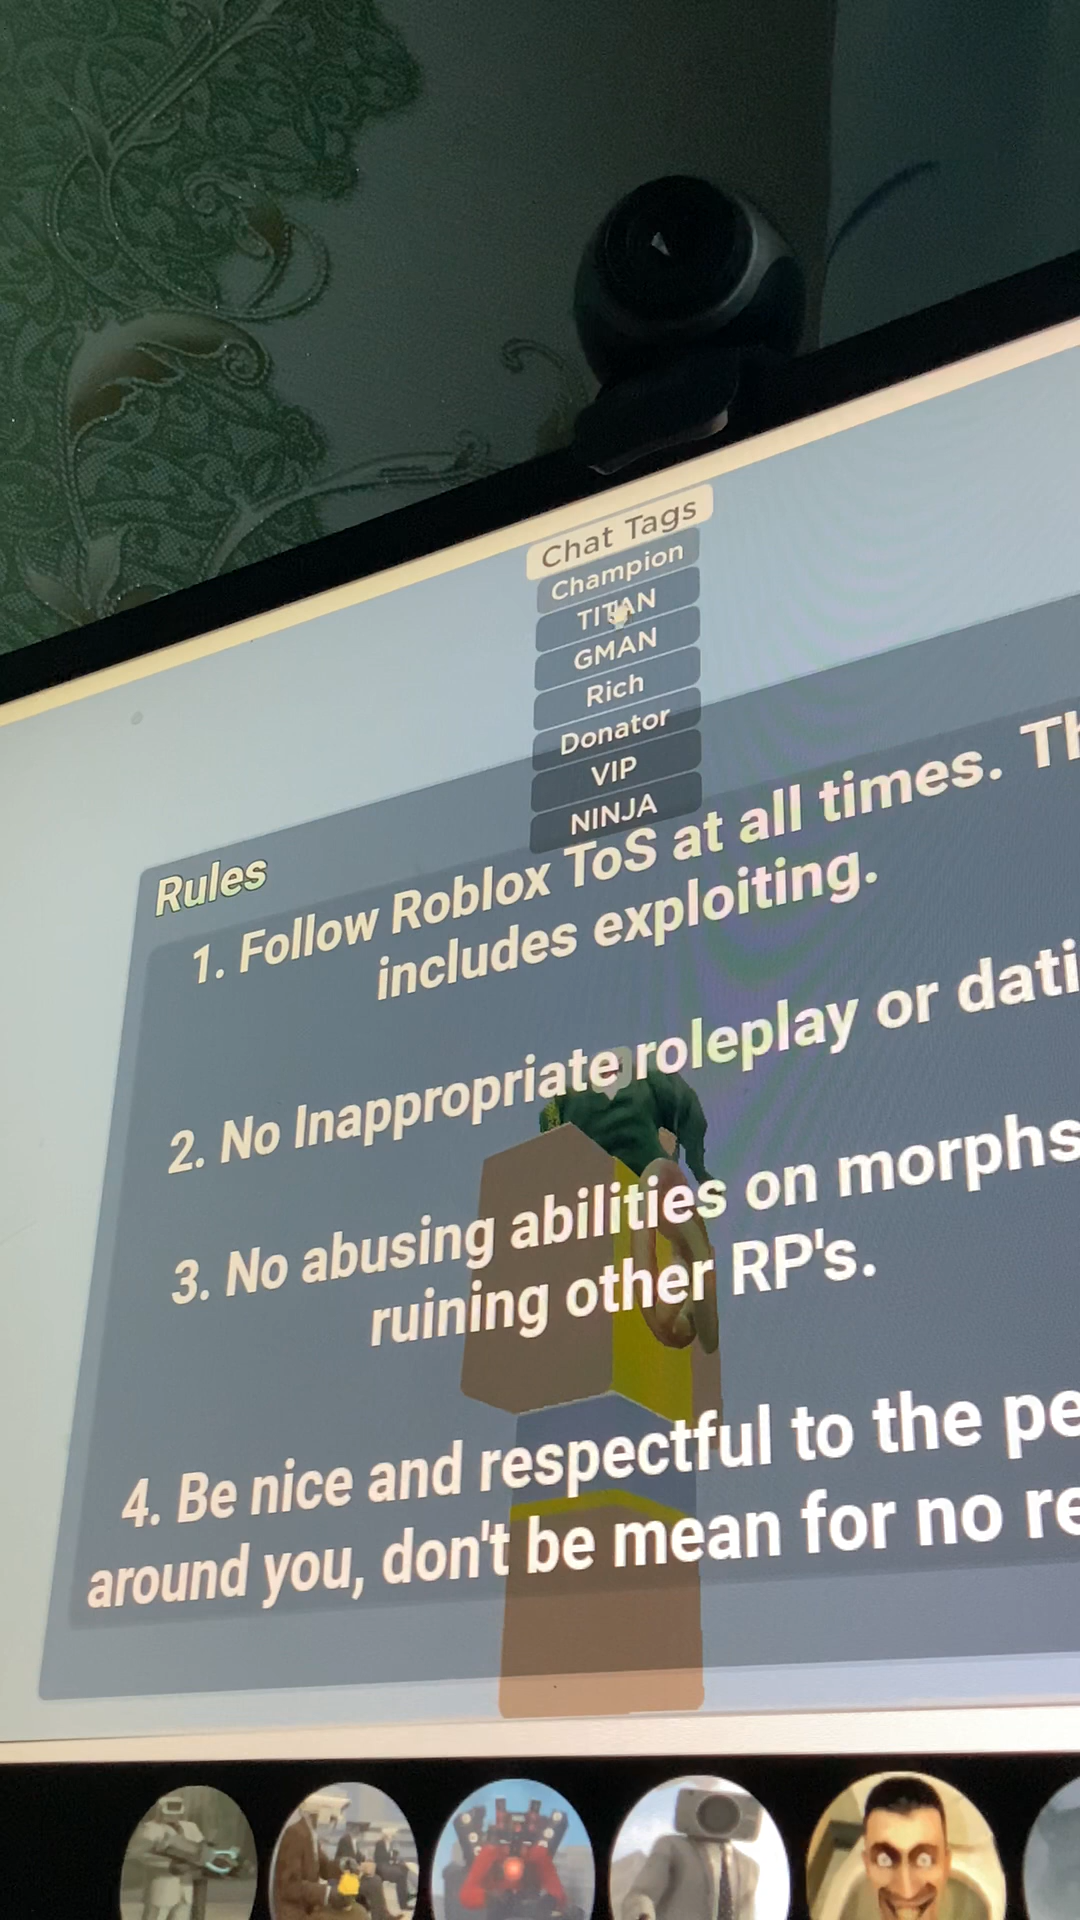 Chat Tags
Champion
TITAN
GMAN
Rich
Donator
VIP
NINJA
Rules
1. Follow Roblox ToS at all times.
includes exploiting.
2. No Inappropriate roleplay or
3. No abusing abilities on morphs
ruining other RP's.
4. Be nice and respectful to the
around you, don't be mean for no